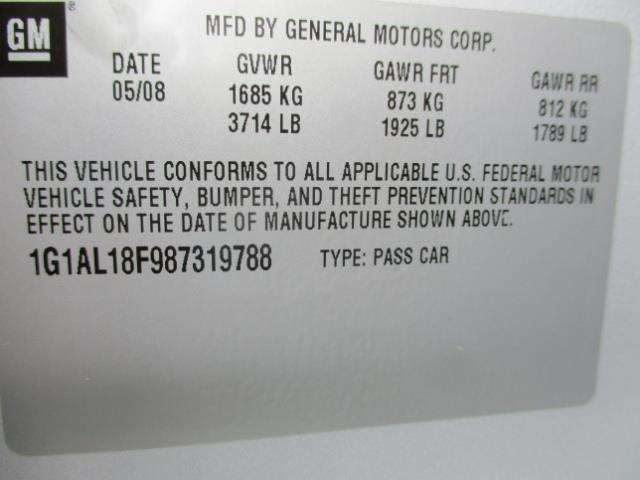 GM ®
MFD BY GENERAL MOTORS CORP.
DATE GVWR GAWR FRT GAWR RR
05/08 1685 KG 873 KG 812 KG
3714 LB 1925 LB 1789 LB
THIS VEHICLE CONFORMS TO ALL APPLICABLE U.S. FEDERAL MOTOR
VEHICLE SAFETY, BUMPER, AND THEFT PREVENTION STANDARDS IN
EFFECT ON THE DATE OF MANUFACTURE SHOWN ABOVE.
1G1AL18F987319788 TYPE: PASS CAR